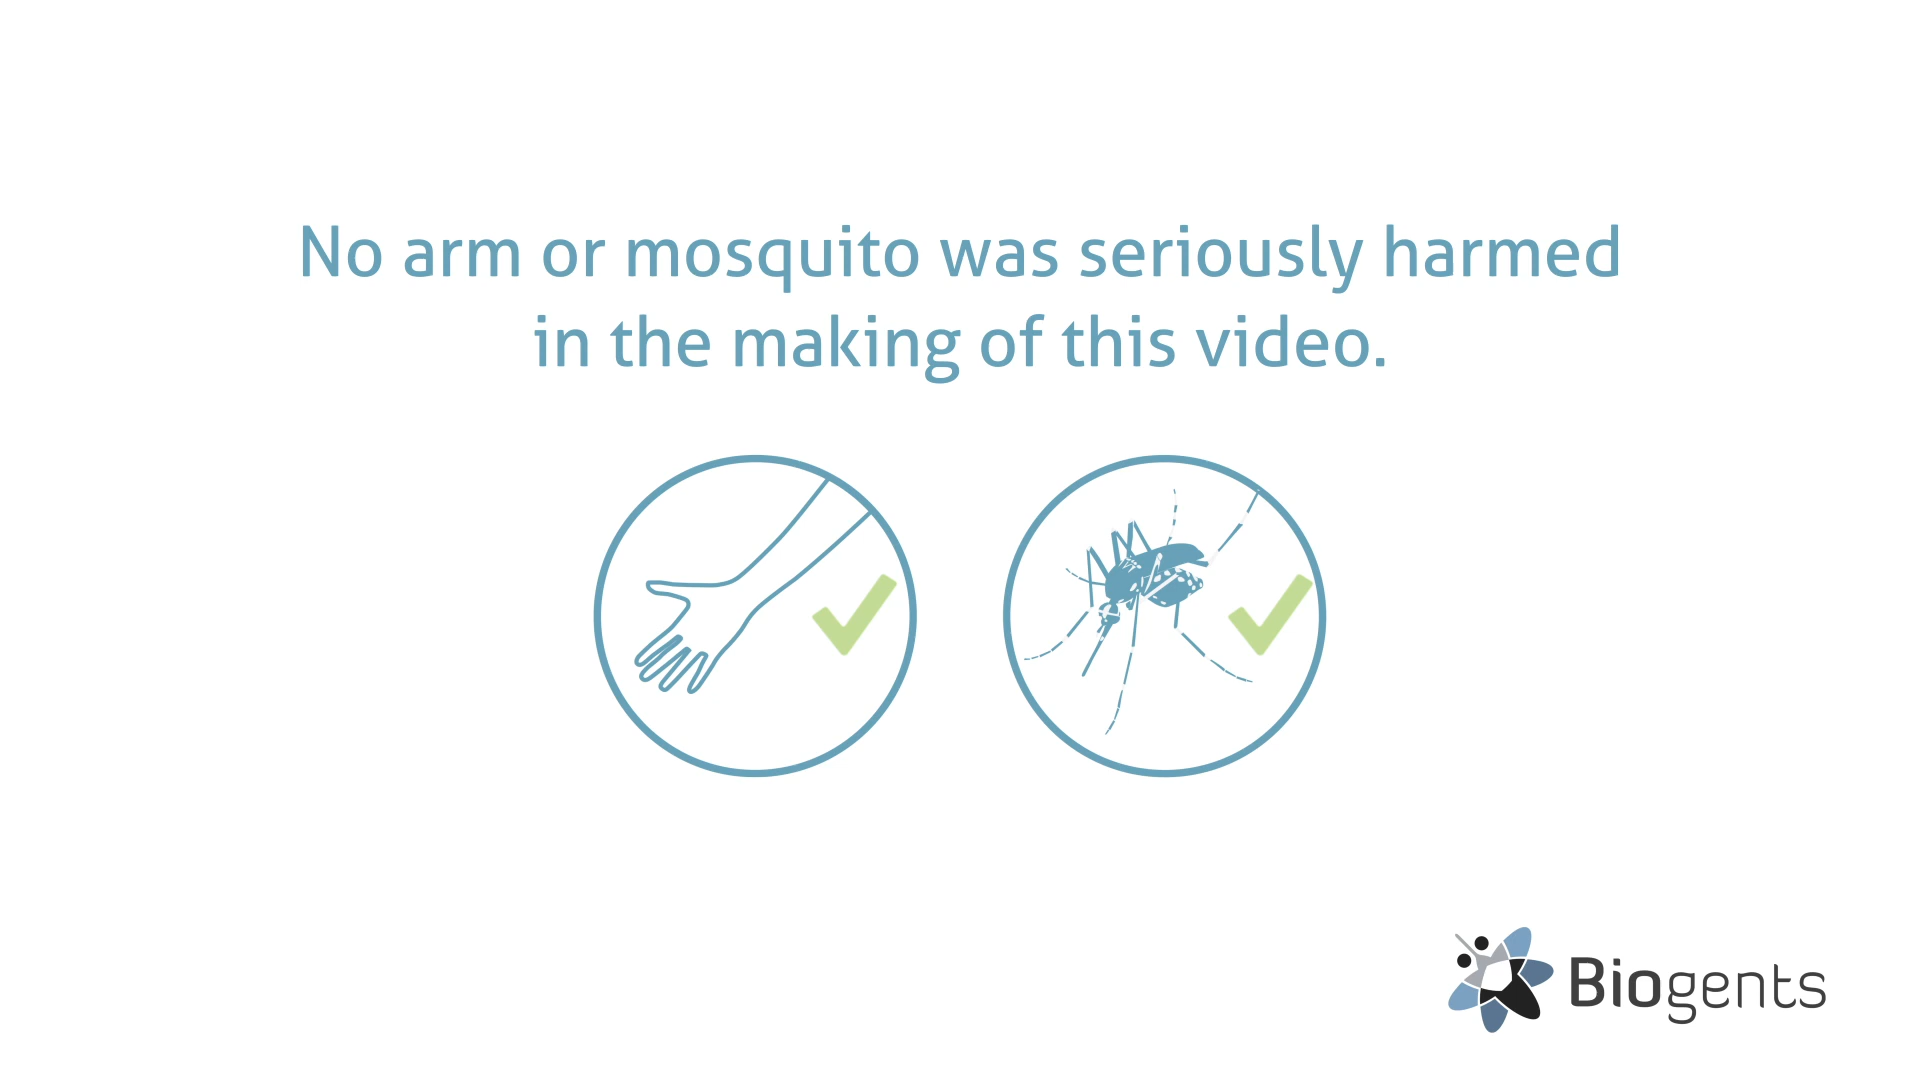 No arm or mosquito was seriously harmed
in the making of this video.
Biogents